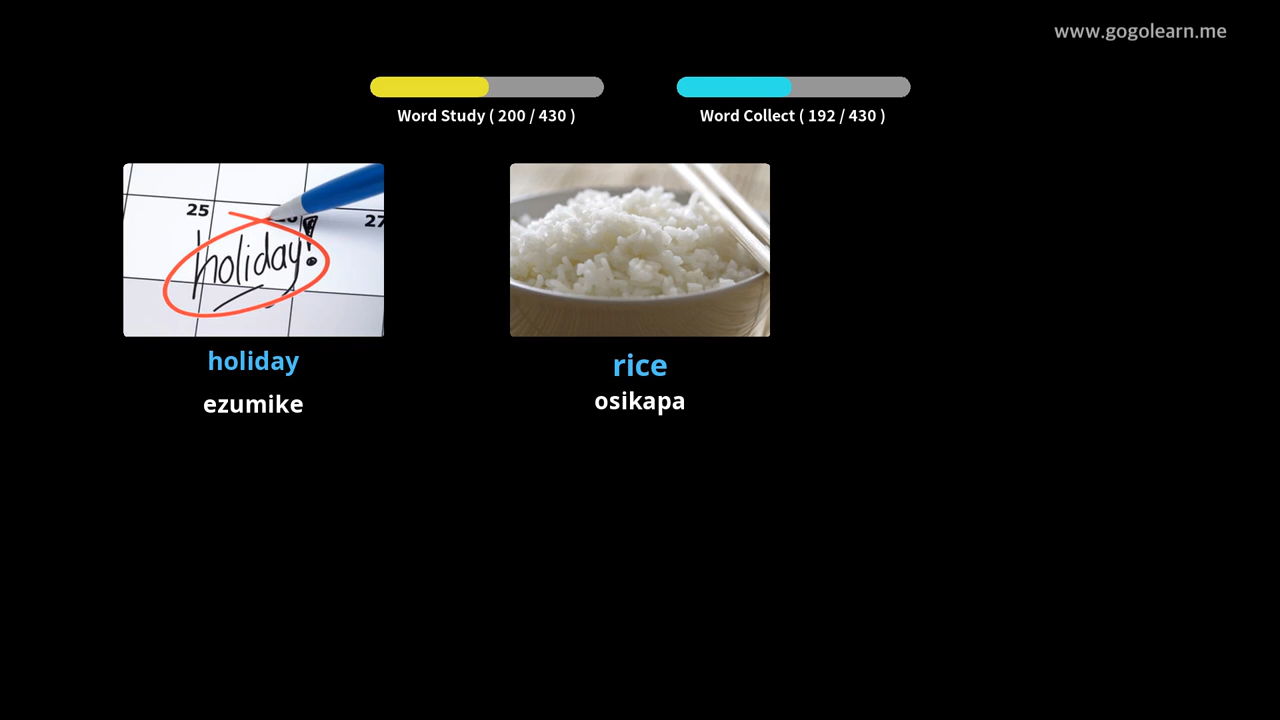 www.gogolearn.me
Word Study ( 200 / 430 )
Word Collect ( 192 / 430 )
25
27
holiday!
holiday
ezumike
rice
osikapa